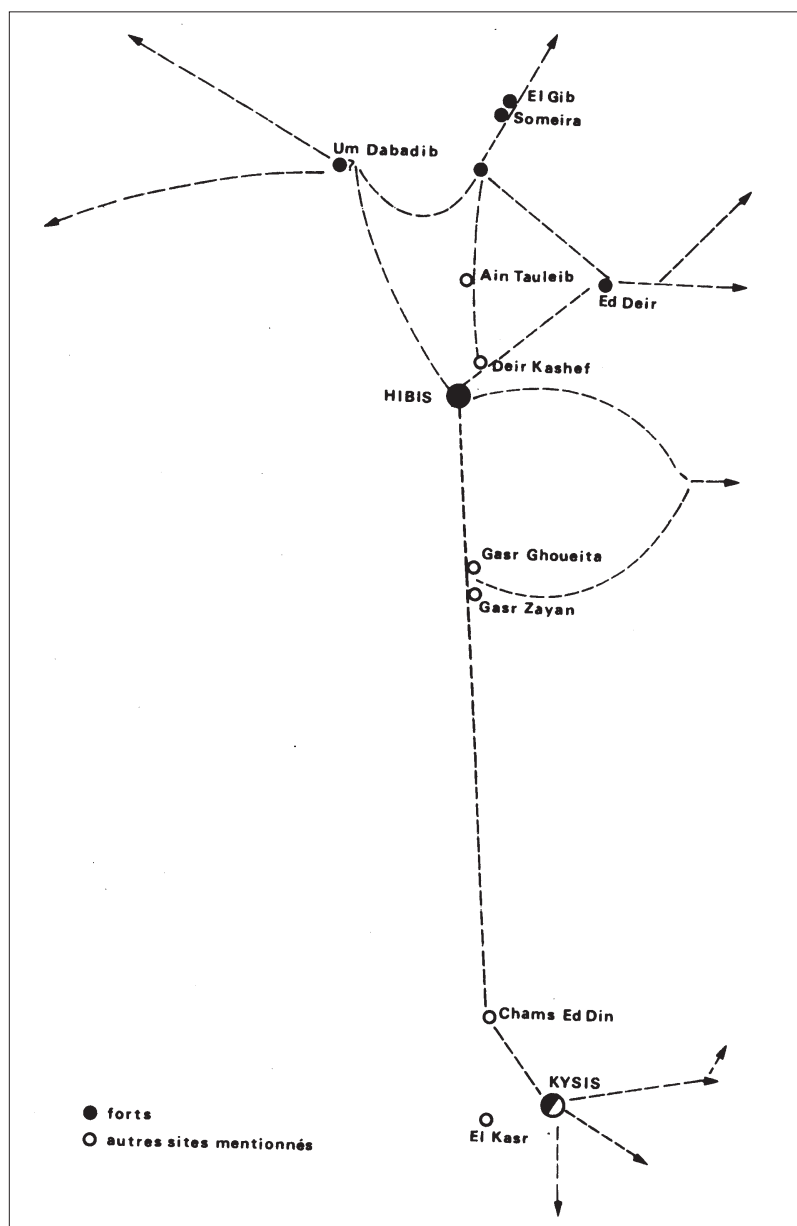 El Gib
Someira
Um Dabadib
?
Ain Tauleib
Ed Deir
Deir Kashef
HIBIS
Gasr Ghoueita
Gasr Zayan
Chams Ed Din
KYSIS
El Kasr
forts
autres sites mentionnés